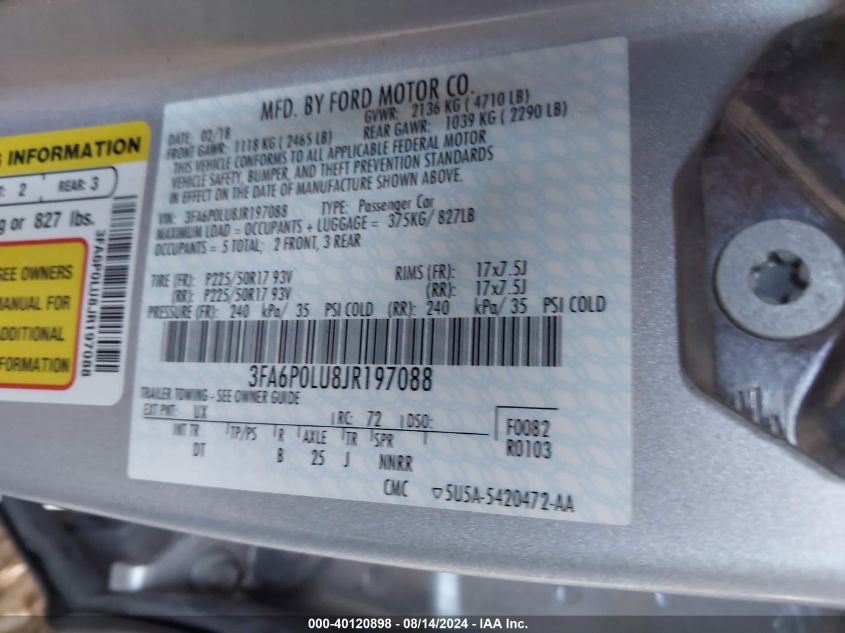 MFD. BY FORD MOTOR CO.
DATE: 02/18 GVWR: 2136 KG ( 4710 LB)
FRONT GAWR: 1118 KG ( 2465 LB) REAR GAWR: 1039 KG ( 2290 LB)
THIS VEHICLE CONFORMS TO ALL APPLICABLE FEDERAL MOTOR
VEHICLE SAFETY, BUMPER, AND THEFT PREVENTION STANDARDS
IN EFFECT ON THE DATE OF MANUFACTURE SHOWN ABOVE.
VIN: 3FA6P0LU8JR197088 TYPE: Passenger Car
MAXIMUM LOAD = OCCUPANTS + LUGGAGE = 375KG/ 827LB
OCCUPANTS = 5 TOTAL; 2 FRONT, 3 REAR
TIRE (FR): P225/50R17 93V RIMS (FR): 17x7.5J
(RR): P225/50R17 93V (RR): 17x7.5J
PRESSURE (FR): 240 kPa/ 35 PSI COLD (RR): 240 kPa/ 35 PSI COLD
3FA6P0LU8JR197088
TRAILER TOWING - SEE OWNER GUIDE
EXT PNT: UX RC: 72 DSO: F0082
INT TR TP/PS R AXLE TR SPR R0103
DT B 25 J NNRR
CMC 5U5A-5420472-AA
INFORMATION
2 REAR: 3
or 827 lbs.
SEE OWNERS
MANUAL FOR
ADDITIONAL
3FA6P0LU8JR197088
000-40120898 - 08/14/2024 - IAA Inc.